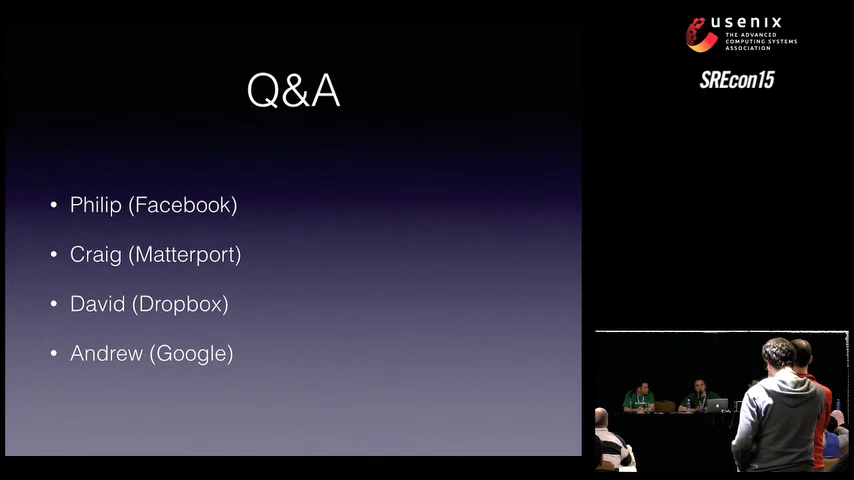 usenix
THE ADVANCED
COMPUTING SYSTEMS
ASSOCIATION
SREcon15
Q&A
• Philip (Facebook)
• Craig (Matterport)
• David (Dropbox)
• Andrew (Google)